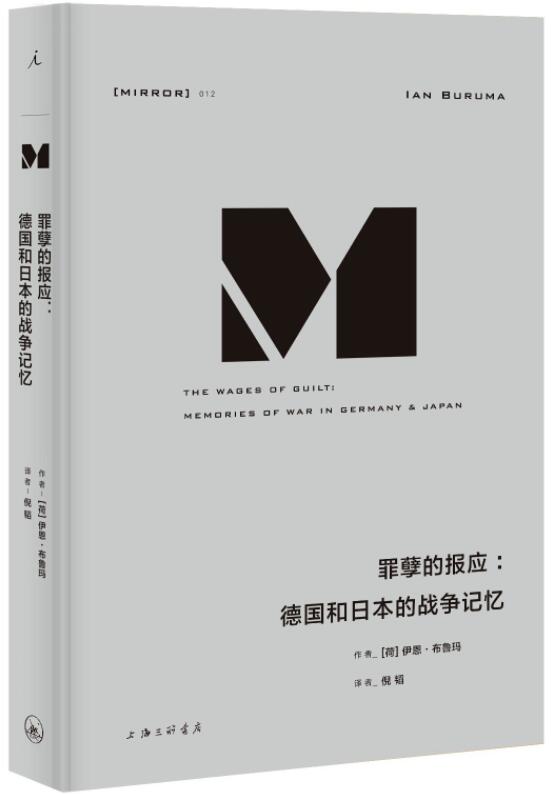 [MIRROR] 012
IAN BURUMA
THE WAGES OF GUILT:
MEMORIES OF WAR IN GERMANY & JAPAN
罪孽的报应：
德国和日本的战争记忆
作者_ [荷] 伊恩·布鲁玛
译者_ 倪韬
上海三联书店
罪孽的报应：
德国和日本的战争记忆
作者_ [荷] 伊恩·布鲁玛
译者_ 倪韬